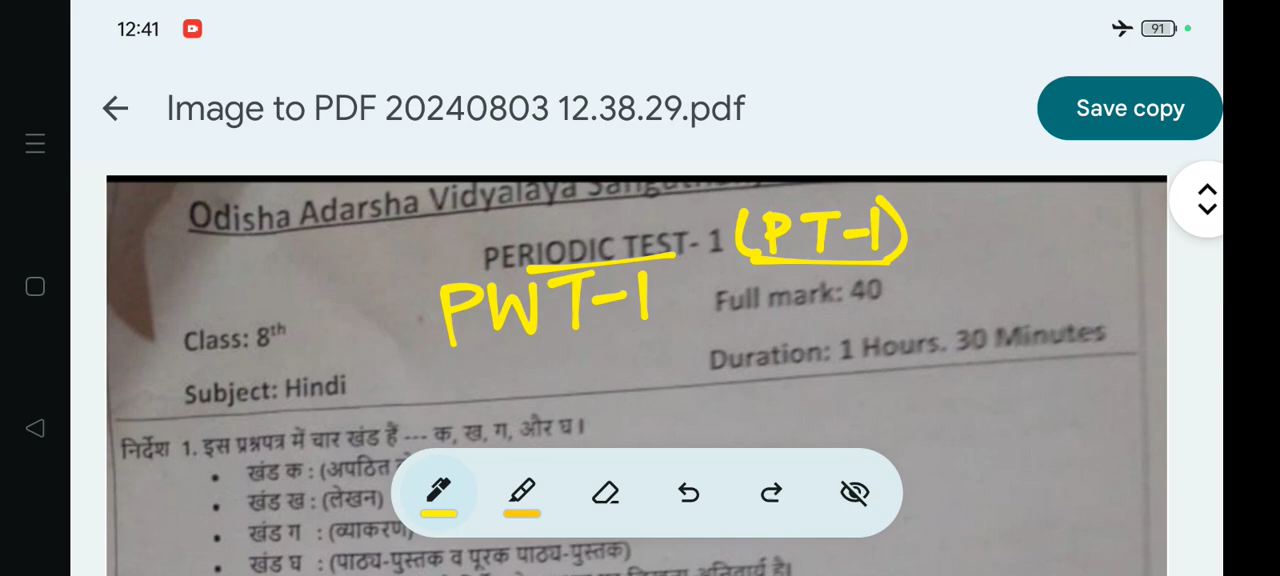 12:41
91
Image to PDF 20240803 12.38.29.pdf
Save copy
Odisha Adarsha Vidyalaya
PERIODIC TEST- 1 (PT-1)
PWT-1
Full mark: 40
Class: 8th
Duration: 1 Hours. 30 Minutes
Subject: Hindi
निर्देश 1. इस प्रश्नपत्र में चार खंड हैं --- क, ख, ग, और घ।
• खंड क : (अपठित
• खंड ख : (लेखन)
• खंड ग : (व्याकरण)
• खंड घ : (पाठ्य-पुस्तक व पूरक पाठ्य-पुस्तक)
अनिवार्य है।